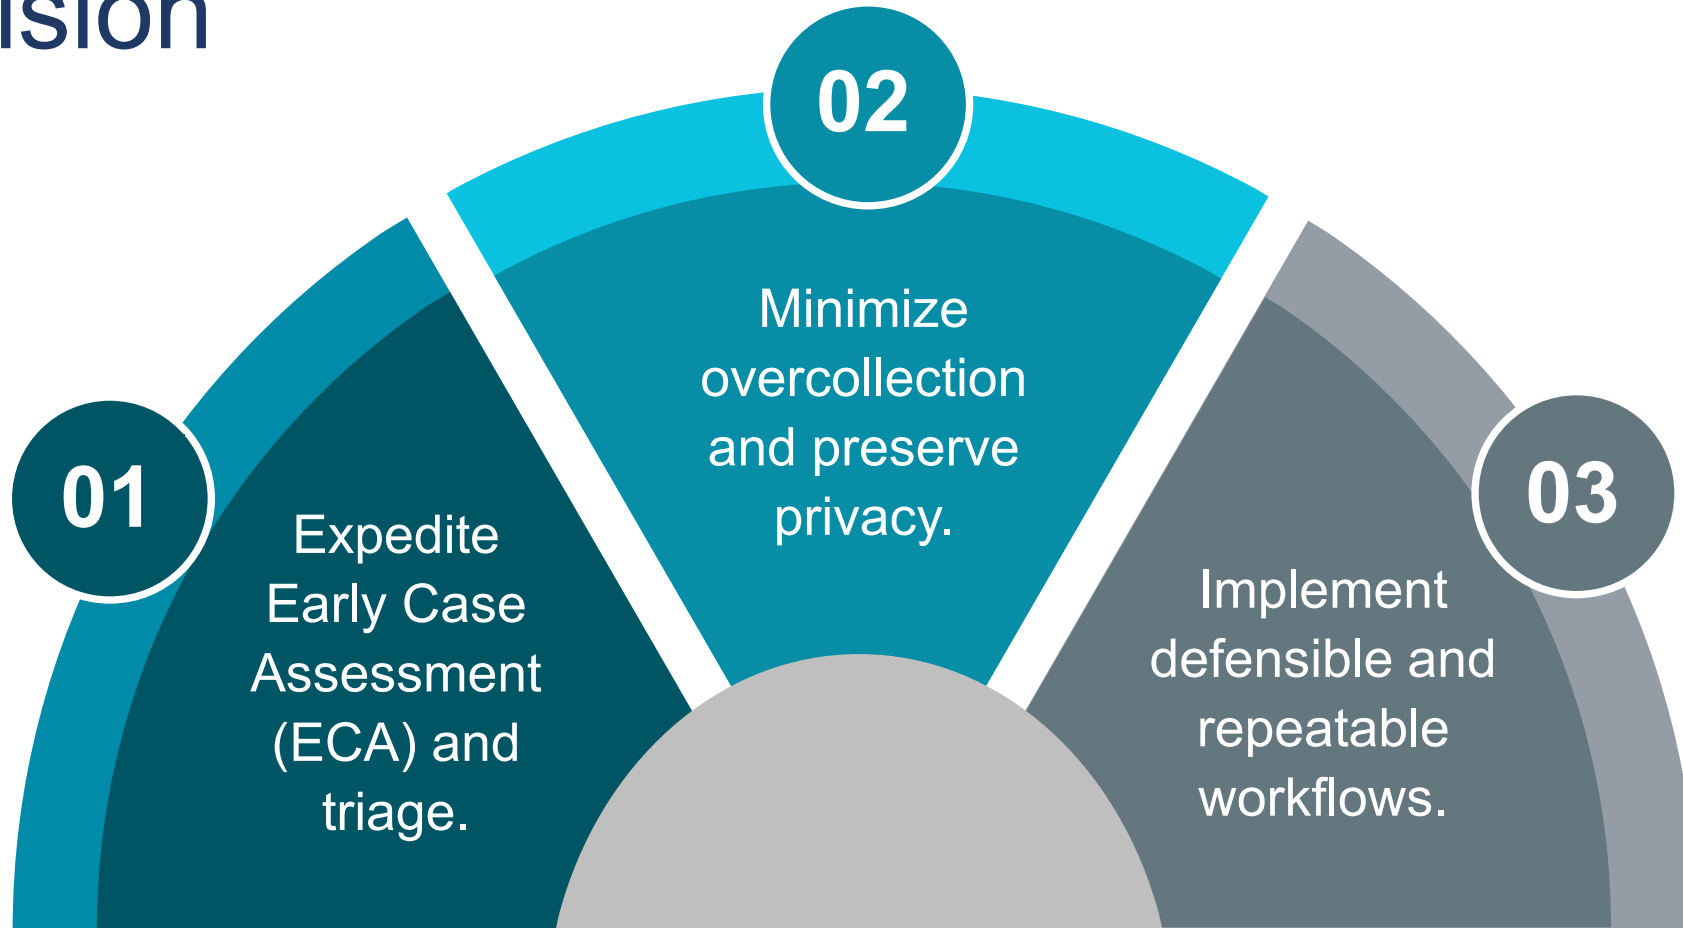 ision
01
Expedite
Early Case
Assessment
(ECA) and
triage.
02
Minimize
overcollection
and preserve
privacy.
03
Implement
defensible and
repeatable
workflows.